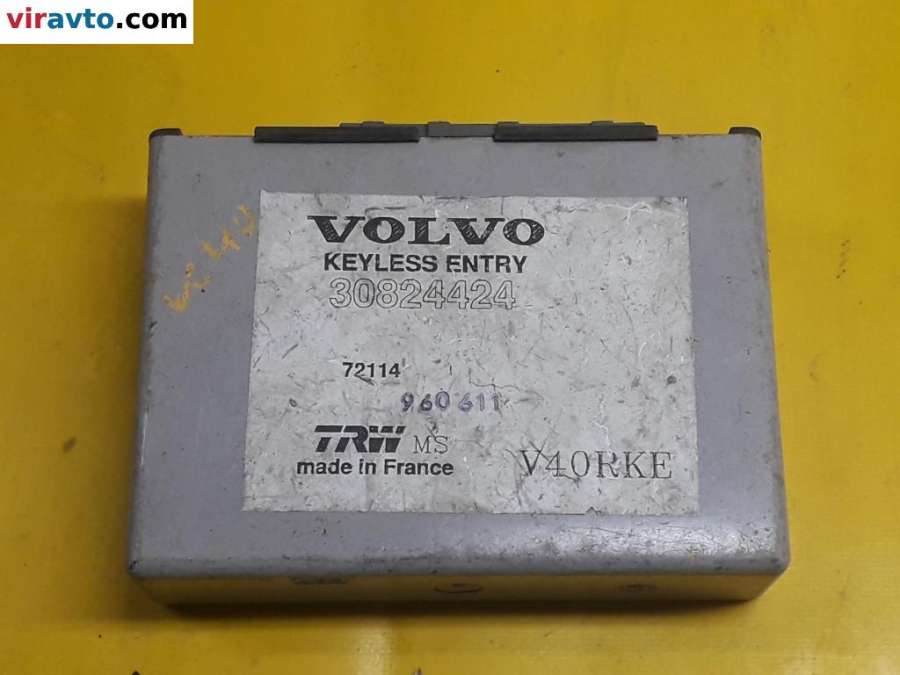 viravto.com
VOLVO
KEYLESS ENTRY
30824424
72114
960611
TRW MS
made in France
V40RKE